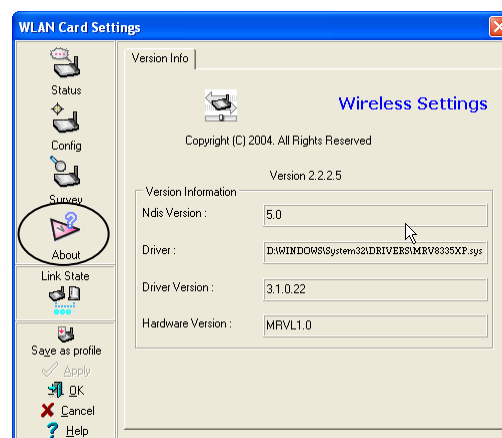 WLAN Card Settings
Status
Config
Survey
About
Link State
Save as profile
Apply
OK
Cancel
Help
Version Info
Wireless Settings
Copyright (C) 2004. All Rights Reserved
Version 2.2.2.5
Version Information
Ndis Version :
5.0
Driver :
D:\WINDOWS\System32\DRIVERS\MRV8335XP.sys
Driver Version :
3.1.0.22
Hardware Version :
MRVL1.0